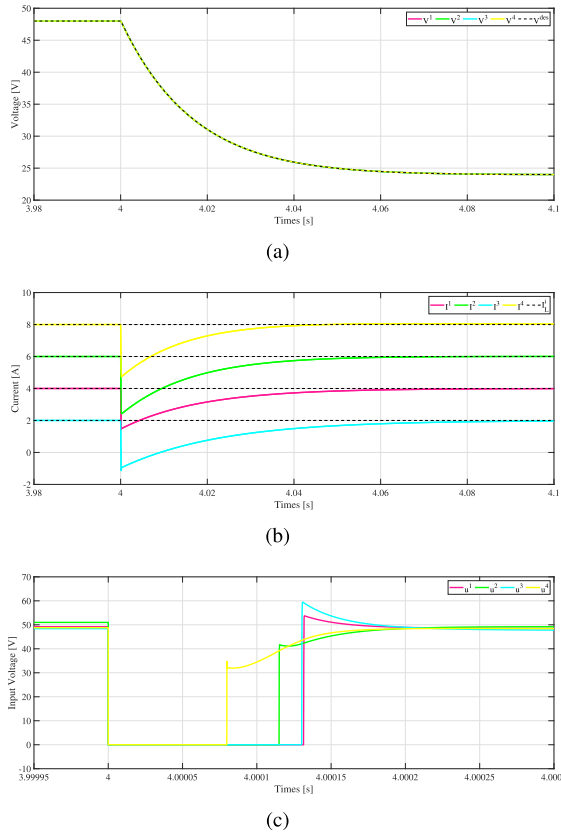 50
45
40
35
30
25
20
Voltage [V]
V¹ V² V³ V⁴ Vᵈᵉˢ
3.98 4 4.02 4.04 4.06 4.08 4.1
Times [s]
(a)
10
8
6
4
2
0
-2
Current [A]
I¹ I² I³ I⁴ I_Lⁱ
3.98 4 4.02 4.04 4.06 4.08 4.1
Times [s]
(b)
70
60
50
40
30
20
10
0
-10
Input Voltage [V]
u¹ u² u³ u⁴
3.99995 4 4.00005 4.0001 4.00015 4.0002 4.00025 4.000
Times [s]
(c)